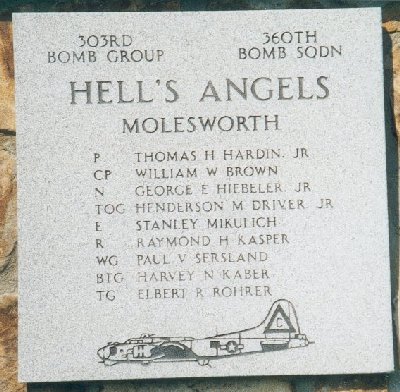 303RD 360TH
BOMB GROUP BOMB SQDN
HELL'S ANGELS
MOLESWORTH
P THOMAS H HARDIN, JR
CP WILLIAM W BROWN
N GEORGE E HIEBELER, JR
TOG HENDERSON M DRIVER, JR
E STANLEY MIKULICH
R RAYMOND H KASPER
WG PAUL V SERSLAND
BTG HARVEY N KABER
TG ELBERT R ROHRER
C